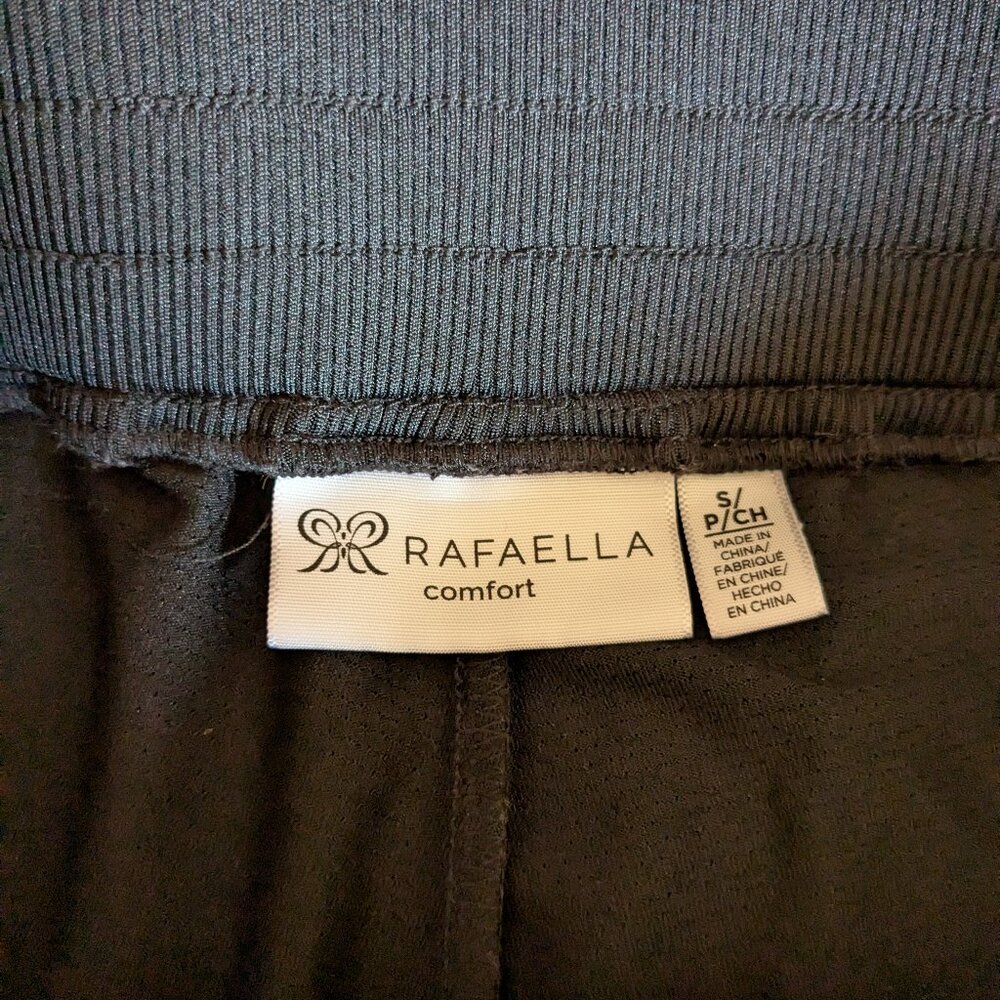 RAFAELLA
comfort
S/
P/CH
MADE IN
CHINA/
FABRIQUÉ
EN CHINE/
HECHO
EN CHINA